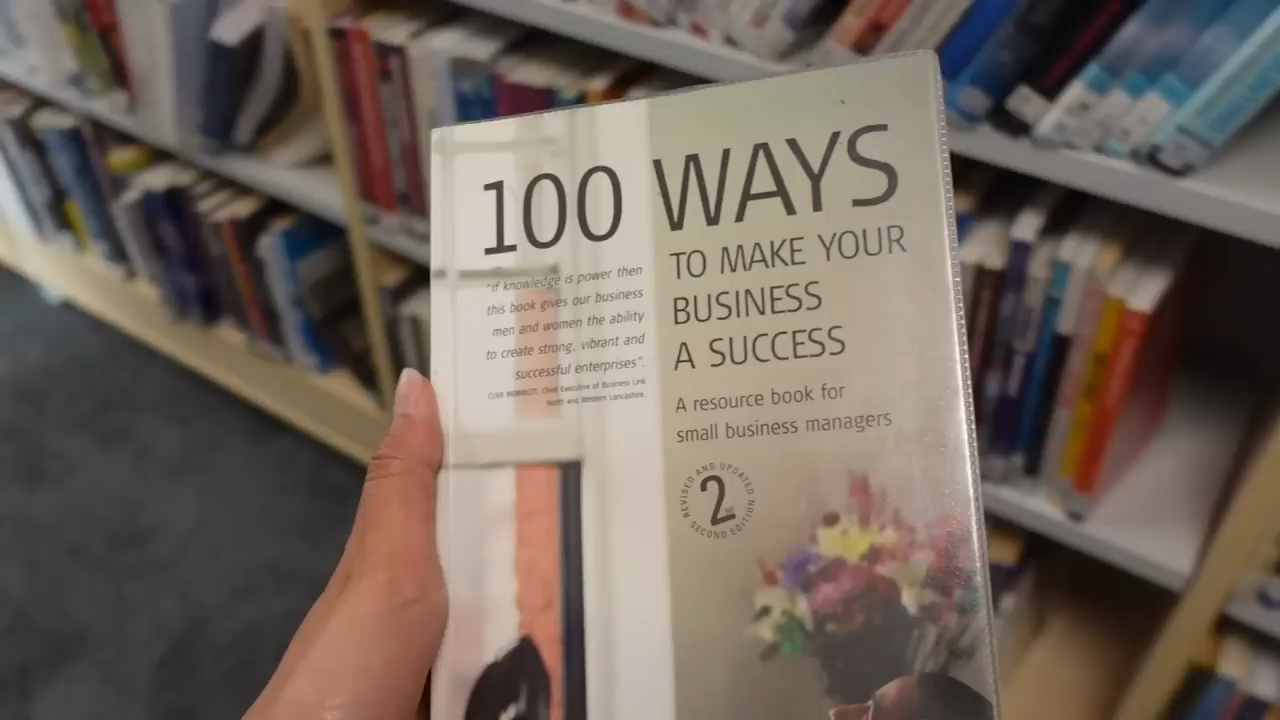 100 WAYS
TO MAKE YOUR
BUSINESS
A SUCCESS
"If knowledge is power then
this book gives our business
men and women the ability
to create strong, vibrant and
successful enterprises".
CLIVE Chief Executive of Business Link
North and Western Lancashire.
A resource book for
small business managers
REVISED AND UPDATED
2ND
SECOND EDITION